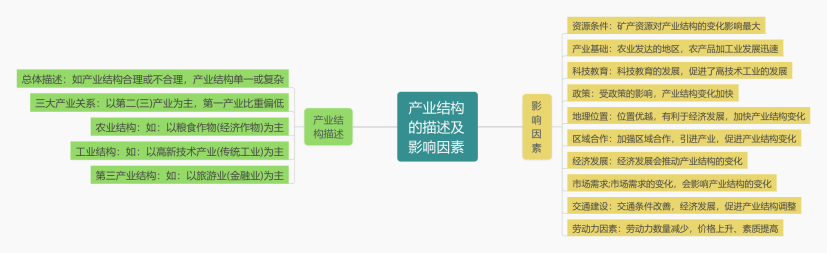 产业结构
的描述及
影响因素
产业结
构描述
总体描述：如产业结构合理或不合理，产业结构单一或复杂
三大产业关系：以第二(三)产业为主，第一产业比重偏低
农业结构：如：以粮食作物(经济作物)为主
工业结构：如：以高新技术产业(传统工业)为主
第三产业结构：如：以旅游业(金融业)为主
影
响
因
素
资源条件：矿产资源对产业结构的变化影响最大
产业基础：农业发达的地区，农产品加工业发展迅速
科技教育：科技教育的发展，促进了高技术工业的发展
政策：受政策的影响，产业结构变化加快
地理位置：位置优越，有利于经济发展，加快产业结构变化
区域合作：加强区域合作，引进产业，促进产业结构变化
经济发展：经济发展会推动产业结构的变化
市场需求;市场需求的变化，会影响产业结构的变化
交通建设：交通条件改善，经济发展，促进产业结构调整
劳动力因素：劳动力数量减少，价格上升、素质提高